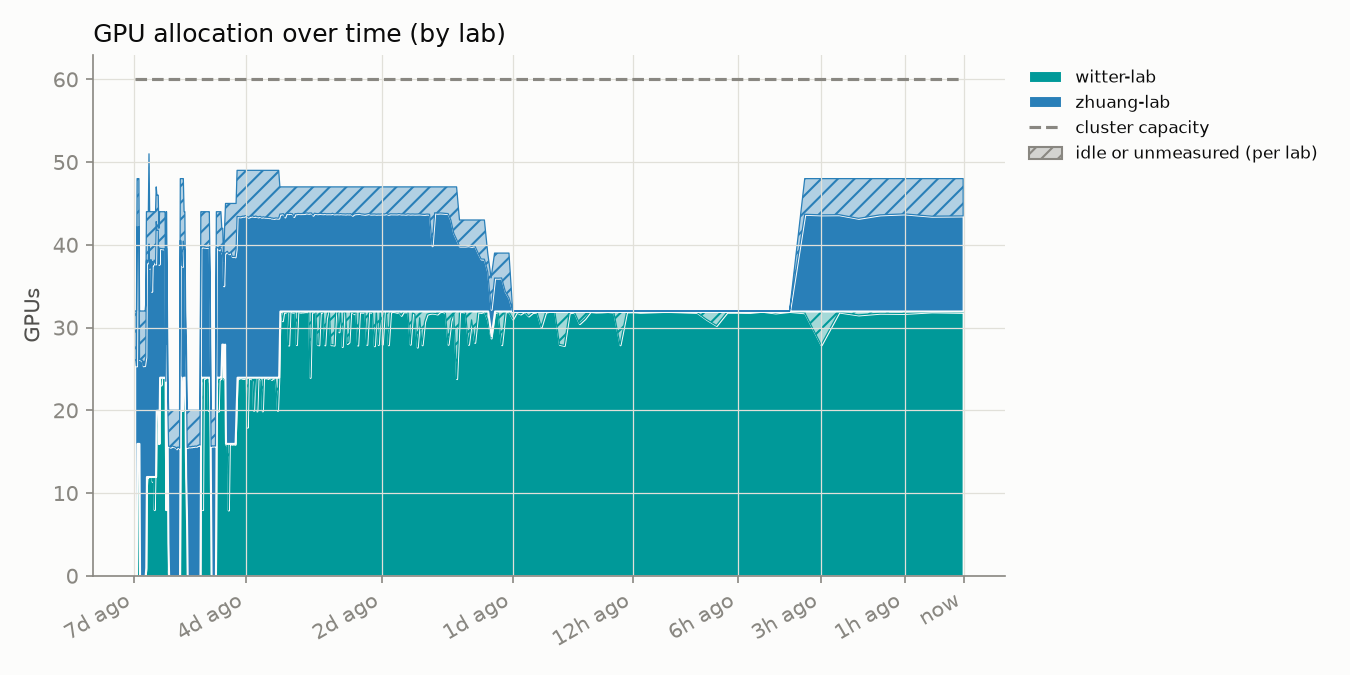 GPU allocation over time (by lab)
witter-lab
zhuang-lab
cluster capacity
idle or unmeasured (per lab)
GPUs
60
50
40
30
20
10
0
7d ago
4d ago
2d ago
1d ago
12h ago
6h ago
3h ago
1h ago
now